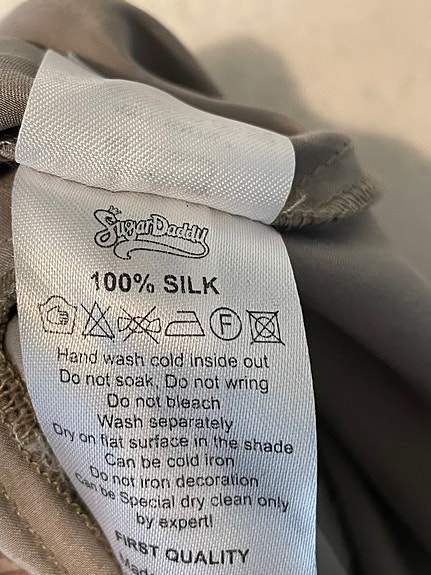 Sugar Daddy
100% SILK
F
Hand wash cold inside out
Do not soak, Do not wring
Do not bleach
Wash separately
Dry on flat surface in the shade
Can be cold iron
Do not iron decoration
Can be Special dry clean only
by expert!
FIRST QUALITY